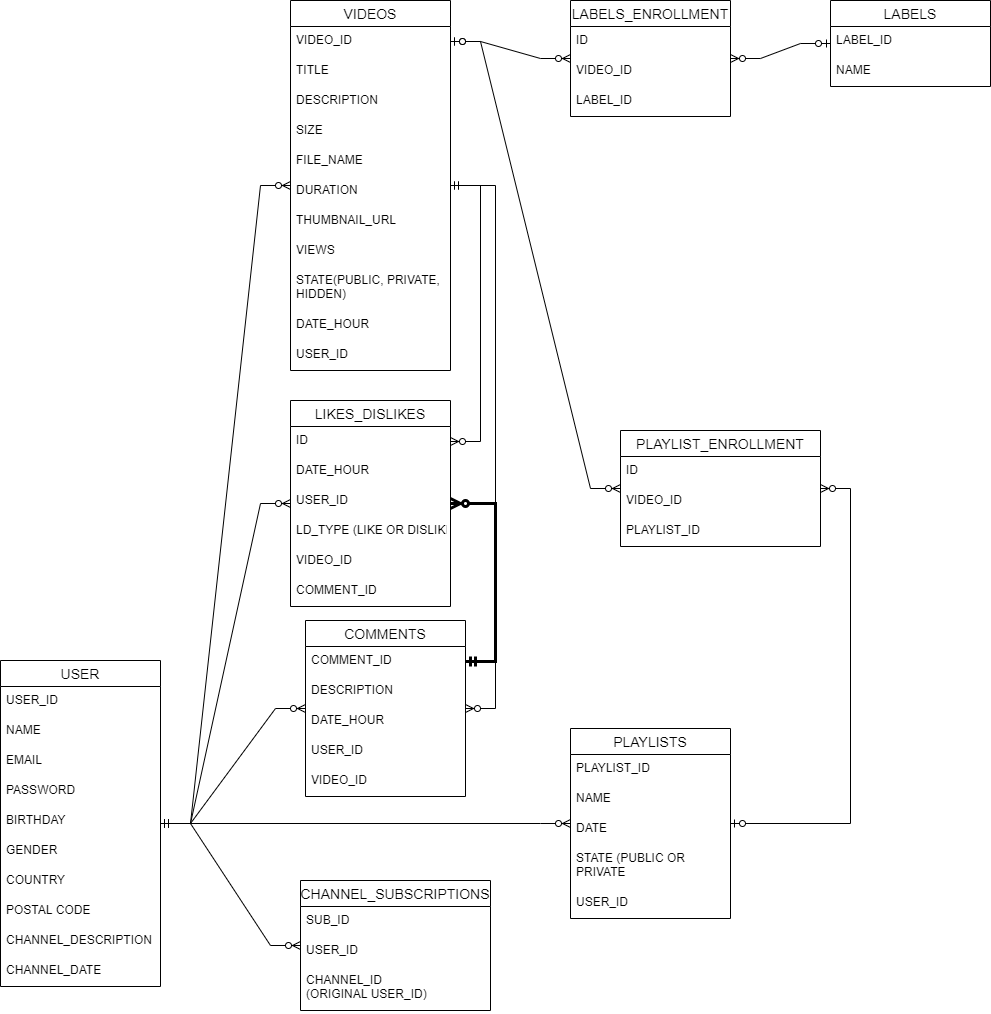 VIDEOS
VIDEO_ID
TITLE
DESCRIPTION
SIZE
FILE_NAME
DURATION
THUMBNAIL_URL
VIEWS
STATE(PUBLIC, PRIVATE,
HIDDEN)
DATE_HOUR
USER_ID
LABELS_ENROLLMENT
ID
VIDEO_ID
LABEL_ID
LABELS
LABEL_ID
NAME
LIKES_DISLIKES
ID
DATE_HOUR
USER_ID
LD_TYPE (LIKE OR DISLIKI
VIDEO_ID
COMMENT_ID
PLAYLIST_ENROLLMENT
ID
VIDEO_ID
PLAYLIST_ID
COMMENTS
COMMENT_ID
DESCRIPTION
DATE_HOUR
USER_ID
VIDEO_ID
USER
USER_ID
NAME
EMAIL
PASSWORD
BIRTHDAY
GENDER
COUNTRY
POSTAL CODE
CHANNEL_DESCRIPTION
CHANNEL_DATE
PLAYLISTS
PLAYLIST_ID
NAME
DATE
STATE (PUBLIC OR
PRIVATE
USER_ID
CHANNEL_SUBSCRIPTIONS
SUB_ID
USER_ID
CHANNEL_ID
(ORIGINAL USER_ID)